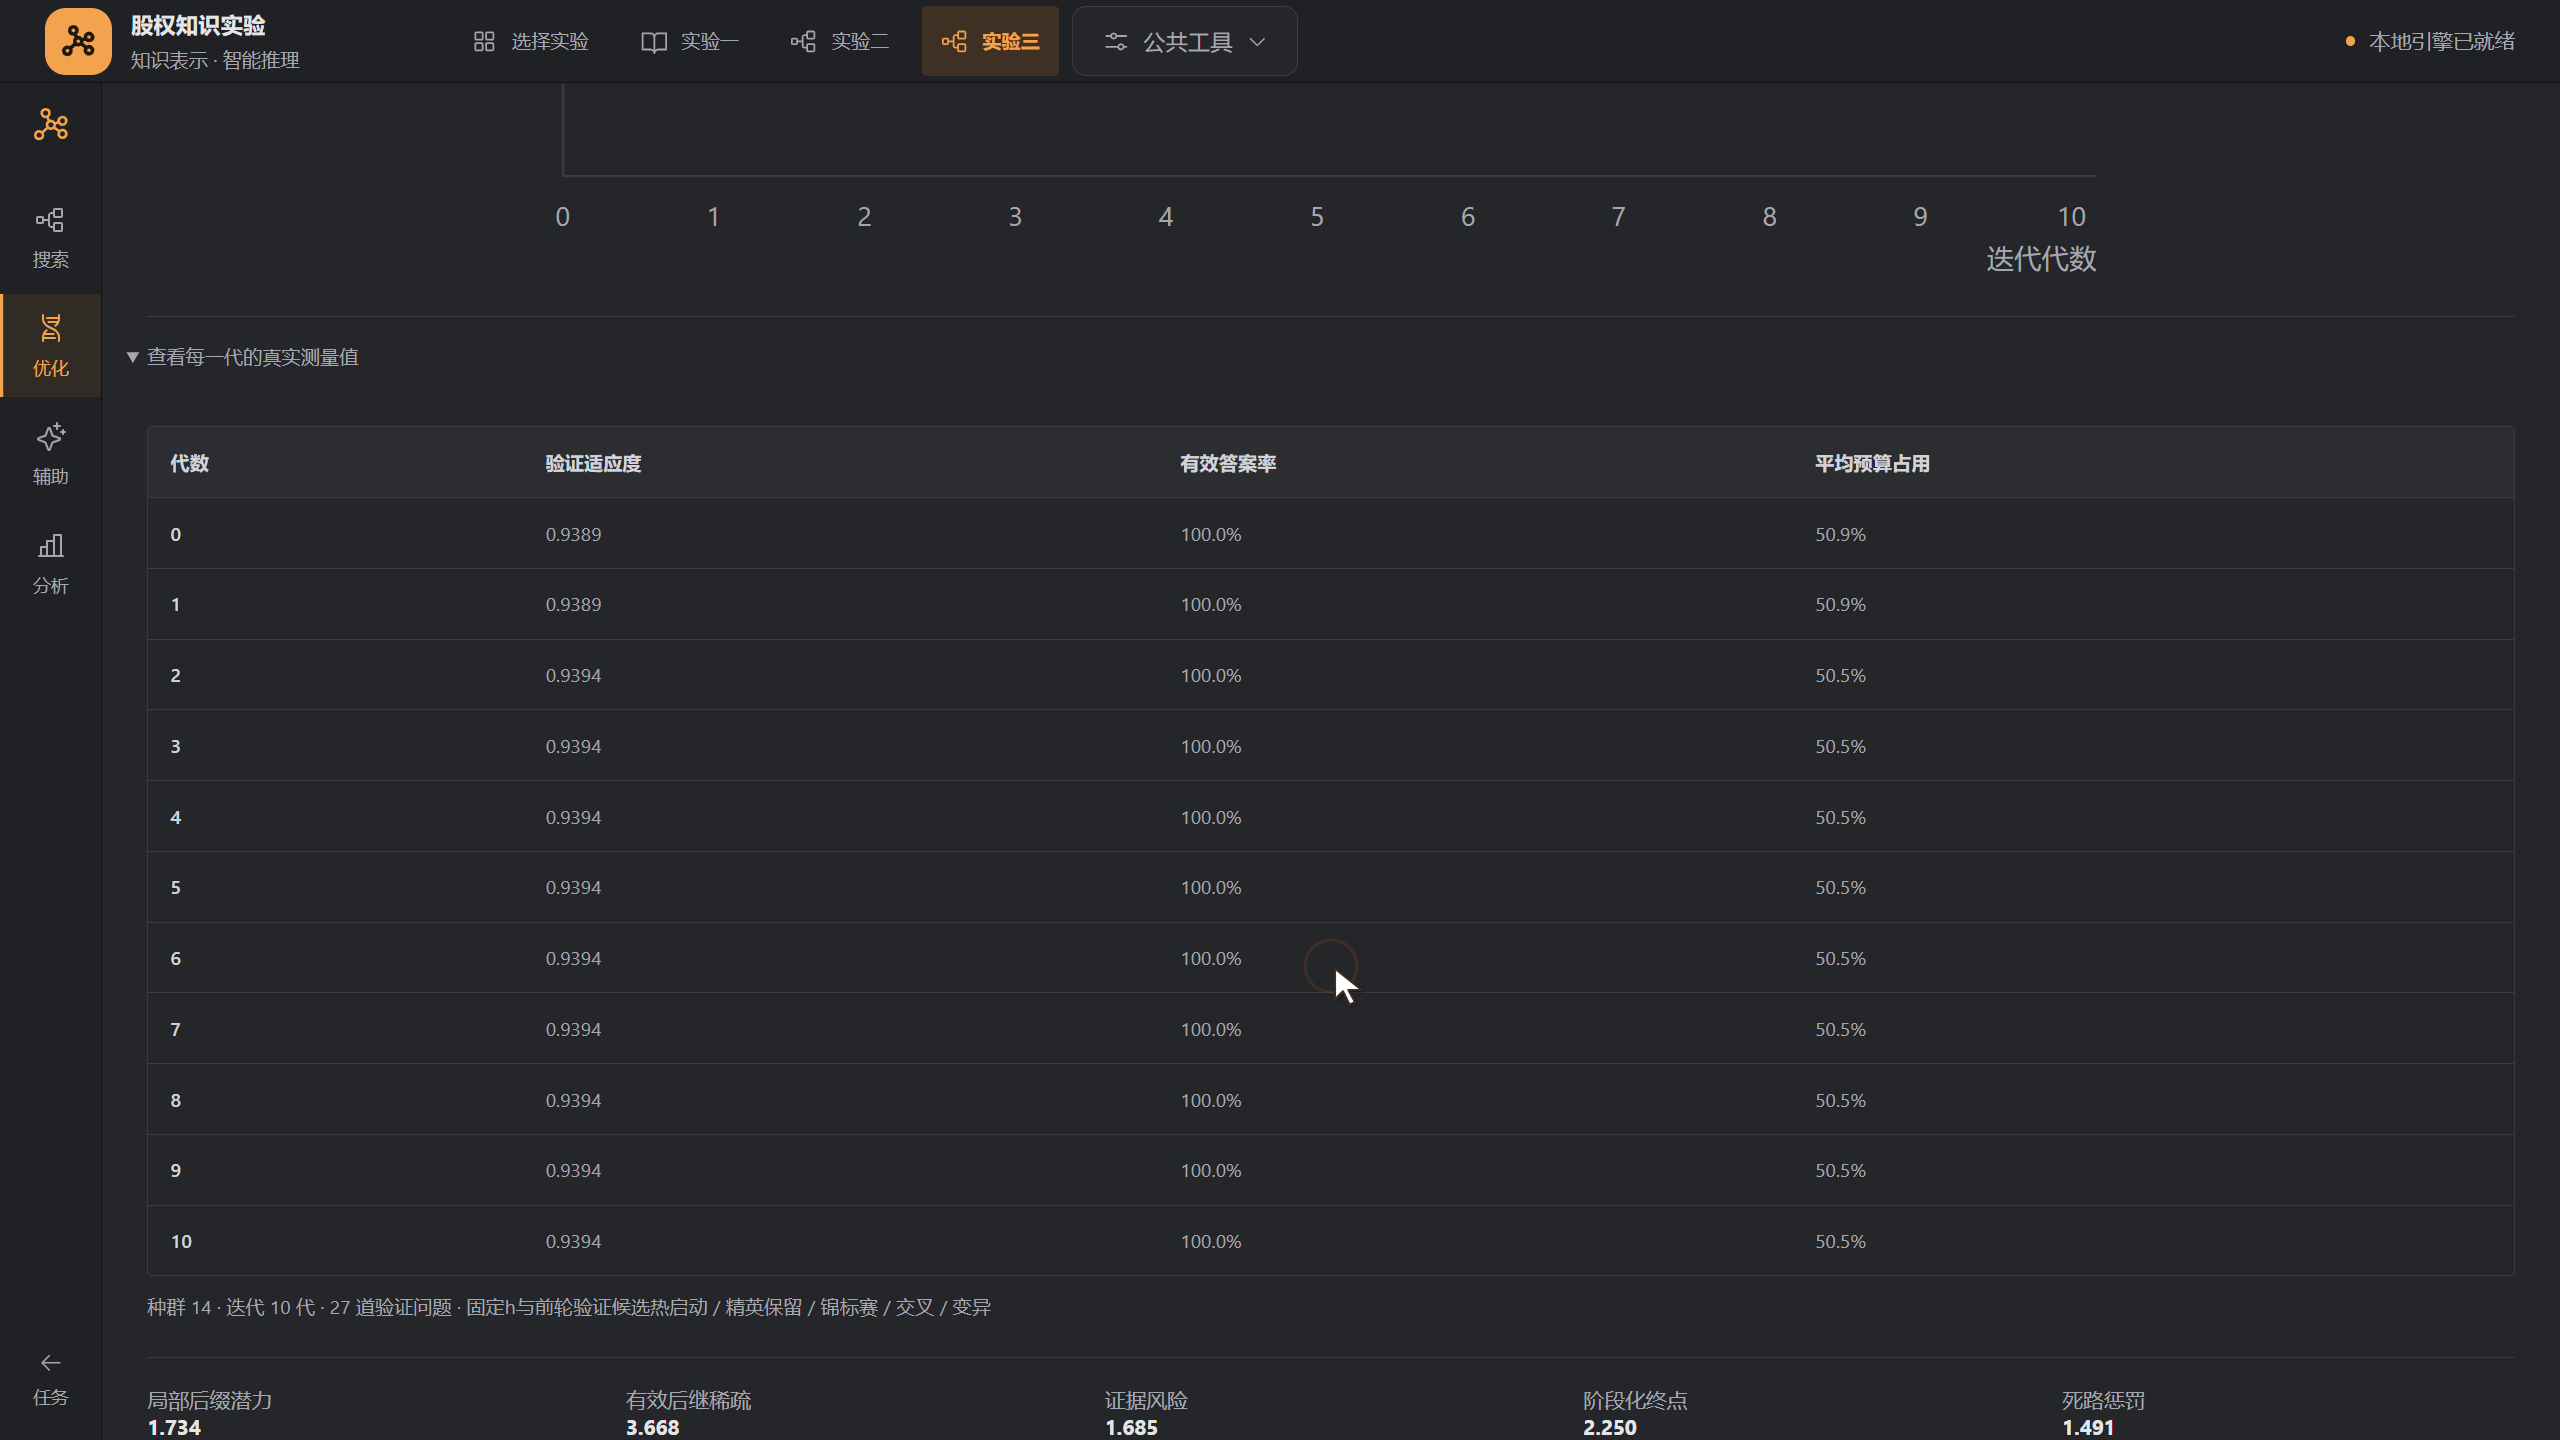 股权知识实验
知识表示 · 智能推理
选择实验
实验一
实验二
实验三
公共工具
本地引擎已就绪
搜索
优化
辅助
分析
任务
0 1 2 3 4 5 6 7 8 9 10
迭代代数
▼ 查看每一代的真实测量值
代数 验证适应度 有效答案率 平均预算占用
0 0.9389 100.0% 50.9%
1 0.9389 100.0% 50.9%
2 0.9394 100.0% 50.5%
3 0.9394 100.0% 50.5%
4 0.9394 100.0% 50.5%
5 0.9394 100.0% 50.5%
6 0.9394 100.0% 50.5%
7 0.9394 100.0% 50.5%
8 0.9394 100.0% 50.5%
9 0.9394 100.0% 50.5%
10 0.9394 100.0% 50.5%
种群 14 · 迭代 10 代 · 27 道验证问题 · 固定h与前轮验证候选热启动 / 精英保留 / 锦标赛 / 交叉 / 变异
局部后缀潜力 有效后继稀疏 证据风险 阶段化终点 死路惩罚
1.734 3.668 1.685 2.250 1.491